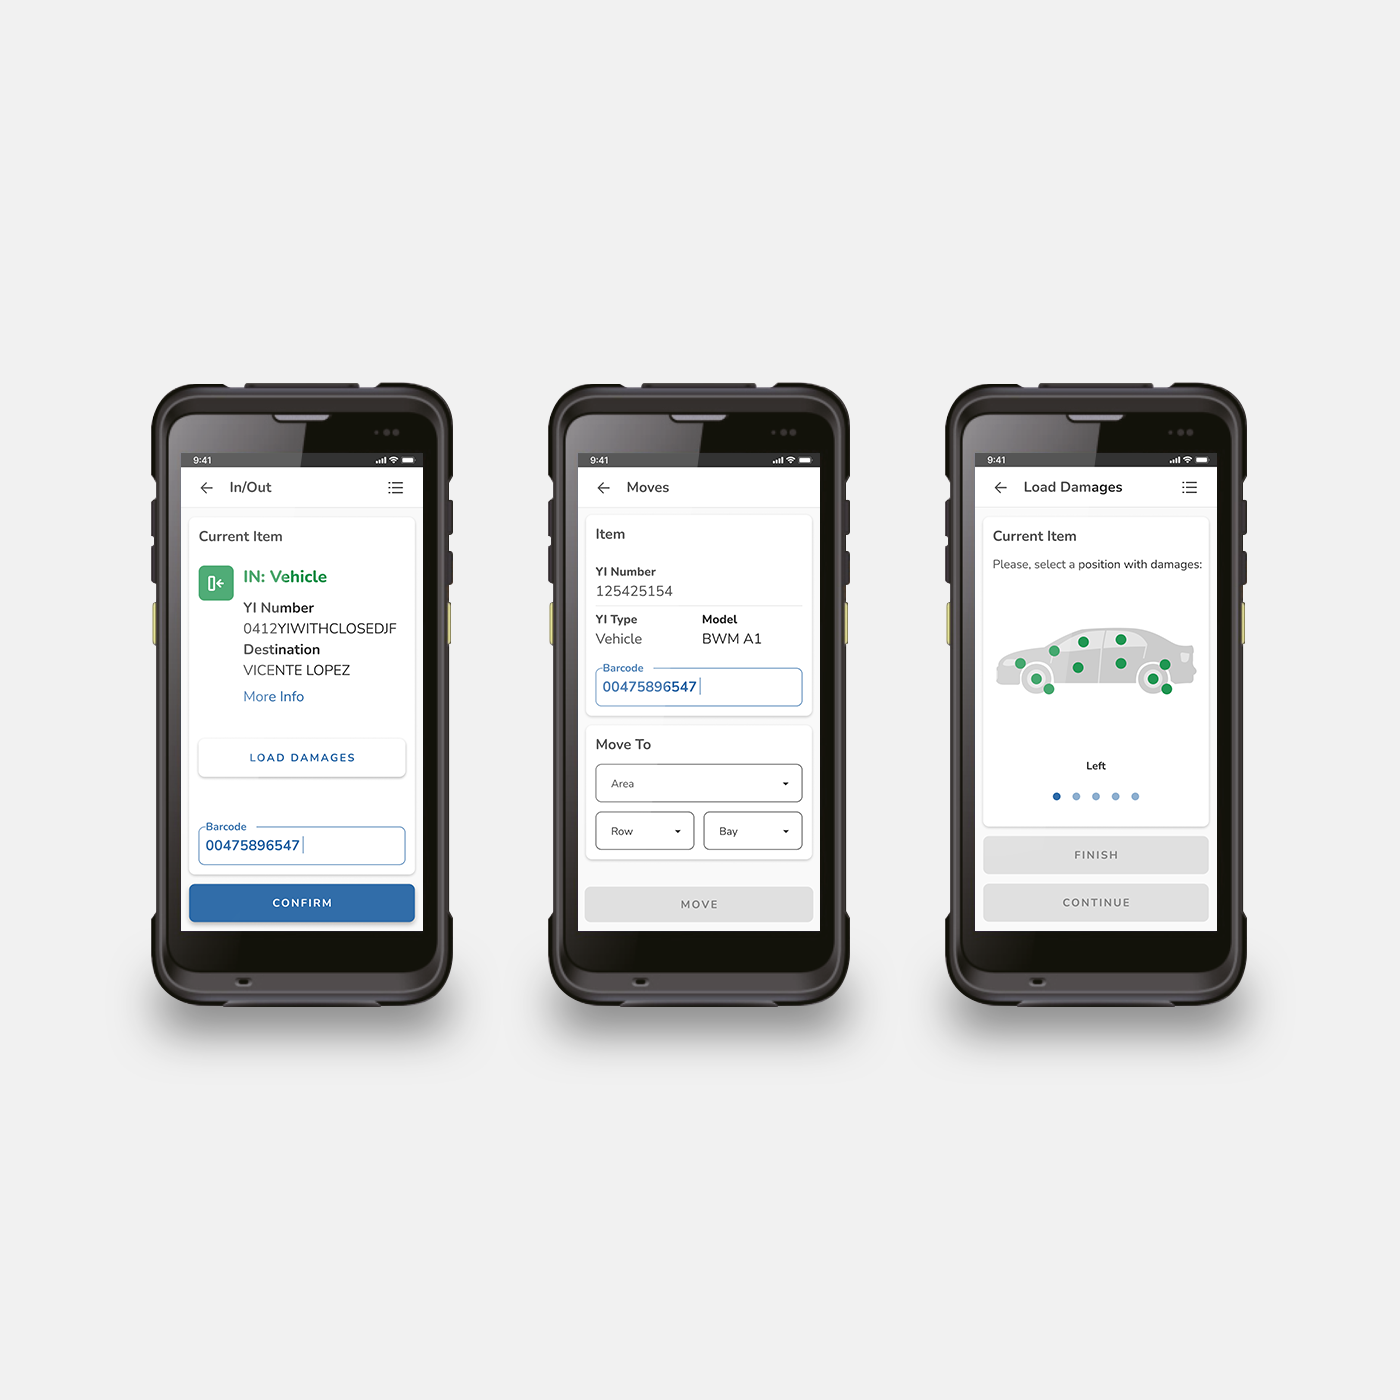 9:41
In/Out
Current Item
IN: Vehicle
YI Number
0412YIWITHCLOSEDJF
Destination
VICENTE LOPEZ
More Info
LOAD DAMAGES
Barcode
00475896547
CONFIRM
9:41
Moves
Item
YI Number
125425154
YI Type Model
Vehicle BWM A1
Barcode
00475896547
Move To
Area
Row Bay
MOVE
9:41
Load Damages
Current Item
Please, select a position with damages:
Left
FINISH
CONTINUE